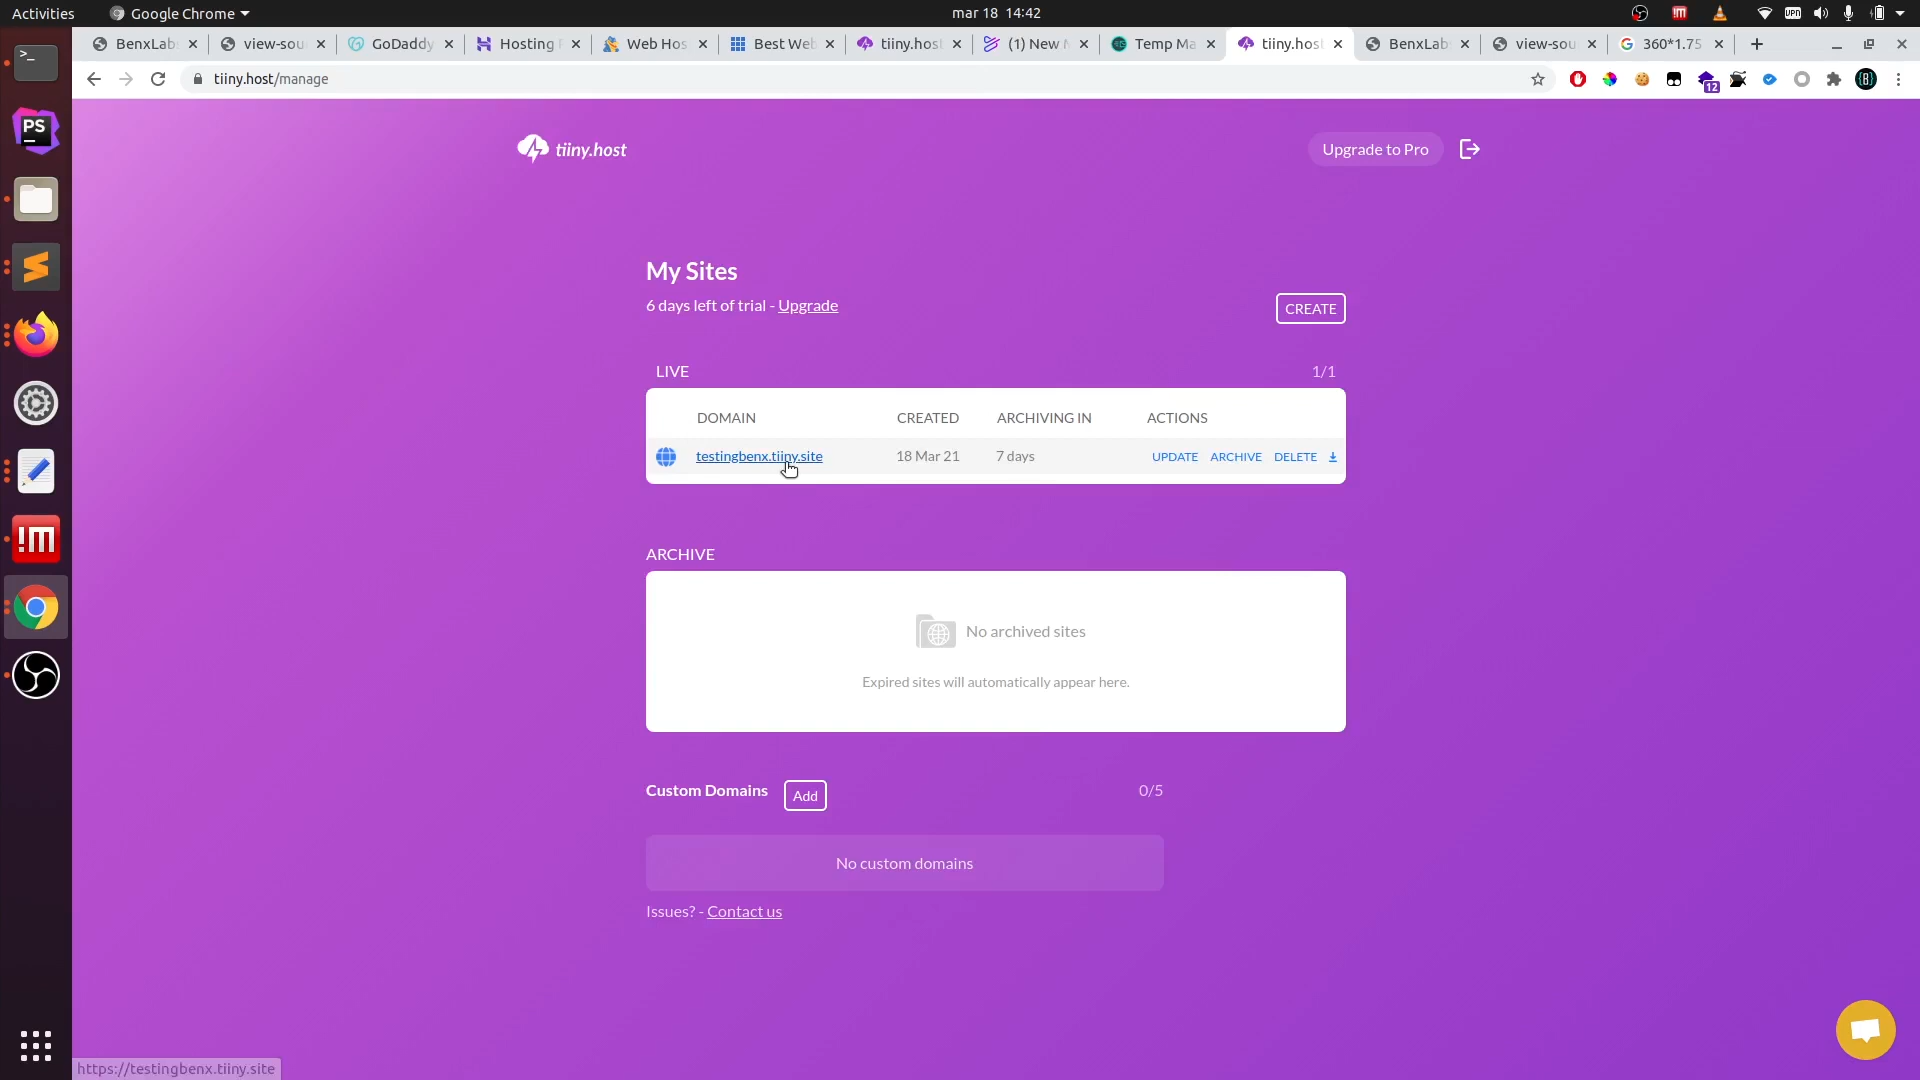 Activities
Google Chrome
mar 18 14:42
BenxLab
view-sou
GoDaddy
Hosting
Web Hos
Best Web
tiiny.host
(1) New
Temp Ma
tiiny.host
BenxLab
view-sou
360*1.75
tiiny.host/manage
12
tiiny.host
Upgrade to Pro
My Sites
6 days left of trial - Upgrade
CREATE
LIVE
1/1
DOMAIN CREATED ARCHIVING IN ACTIONS
testingbenx.tiiny.site 18 Mar 21 7 days UPDATE ARCHIVE DELETE
ARCHIVE
No archived sites
Expired sites will automatically appear here.
Custom Domains Add 0/5
No custom domains
Issues? - Contact us
https://testingbenx.tiiny.site